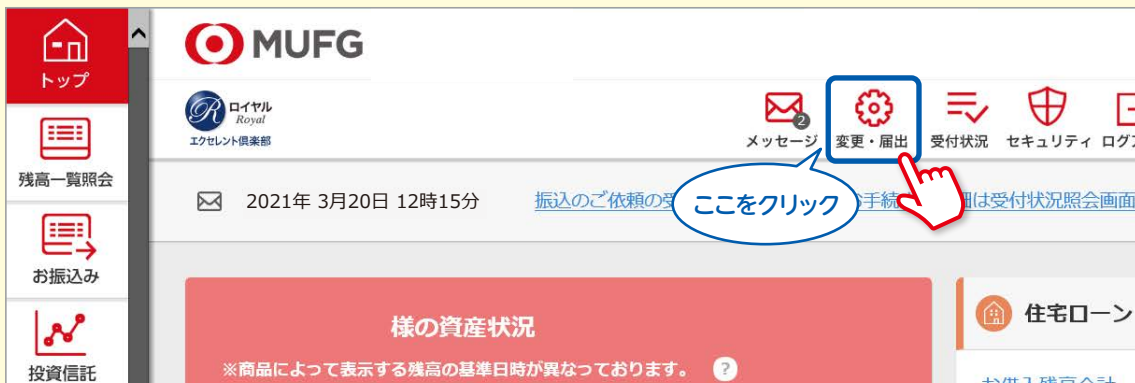 トップ
残高一覧照会
お振込み
投資信託
MUFG
R
ロイヤル
Royal
エクセレント倶楽部
2
メッセージ
変更・届出
受付状況
セキュリティ
ログ
2021年 3月20日 12時15分
振込のご依頼の
ここをクリック
は受付状況照会画面
様の資産状況
※商品によって表示する残高の基準日時が異なっております。 ?
住宅ローン